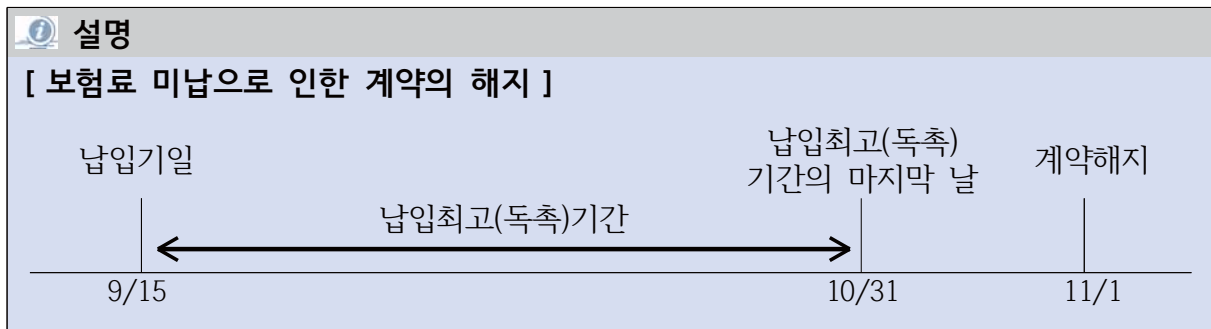 설명
[ 보험료 미납으로 인한 계약의 해지 ]
납입기일
납입최고(독촉)
기간의 마지막 날
계약해지
납입최고(독촉)기간
9/15
10/31
11/1